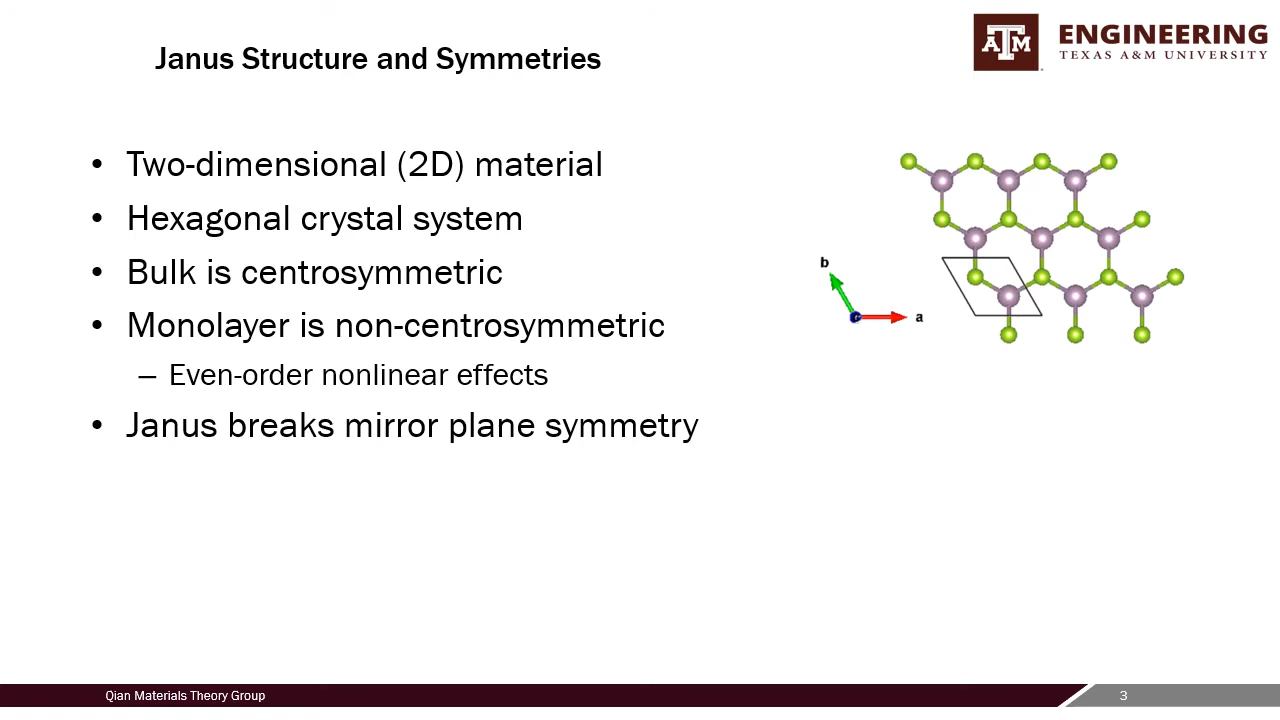 Janus Structure and Symmetries
ATM
ENGINEERING
TEXAS A&M UNIVERSITY
• Two-dimensional (2D) material
• Hexagonal crystal system
• Bulk is centrosymmetric
• Monolayer is non-centrosymmetric
– Even-order nonlinear effects
• Janus breaks mirror plane symmetry
b
a
Qian Materials Theory Group
3